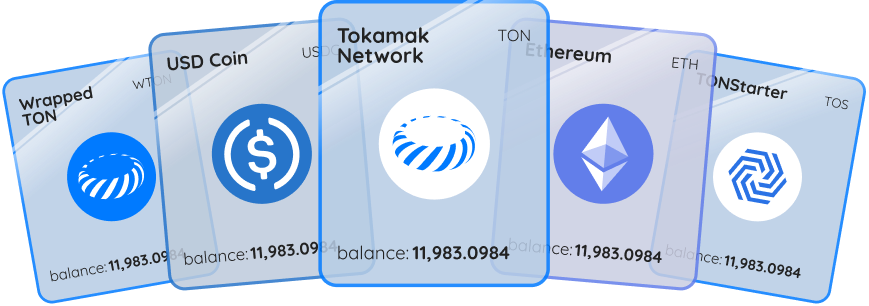 Wrapped
TON
WTON
balance: 11,983.0984
USD Coin
USDC
balance: 11,983.0984
Tokamak
Network
TON
balance: 11,983.0984
Ethereum
ETH
balance: 11,983.0984
TONStarter
TOS
balance: 11,983.0984